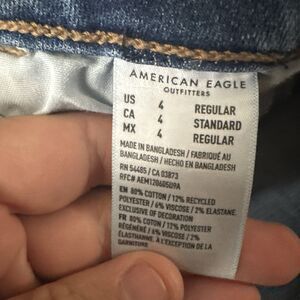 AMERICAN EAGLE
OUTFITTERS
US 4 REGULAR
CA 4 STANDARD
MX 4 REGULAR
MADE IN BANGLADESH / FABRIQUÉ AU
BANGLADESH / HECHO EN BANGLADESH
RN 54485 / CA 03873
RFC# AEM1206605D9A
EN 80% COTTON / 12% RECYCLED
POLYESTER / 6% VISCOSE / 2% ELASTANE.
EXCLUSIVE OF DECORATION
FR 80% COTON / 12% POLYESTER
RÉGÉNÉRÉ / 6% VISCOSE / 2%
ÉLASTHANNE. À L'EXCEPTION DE LA
GARNITURE